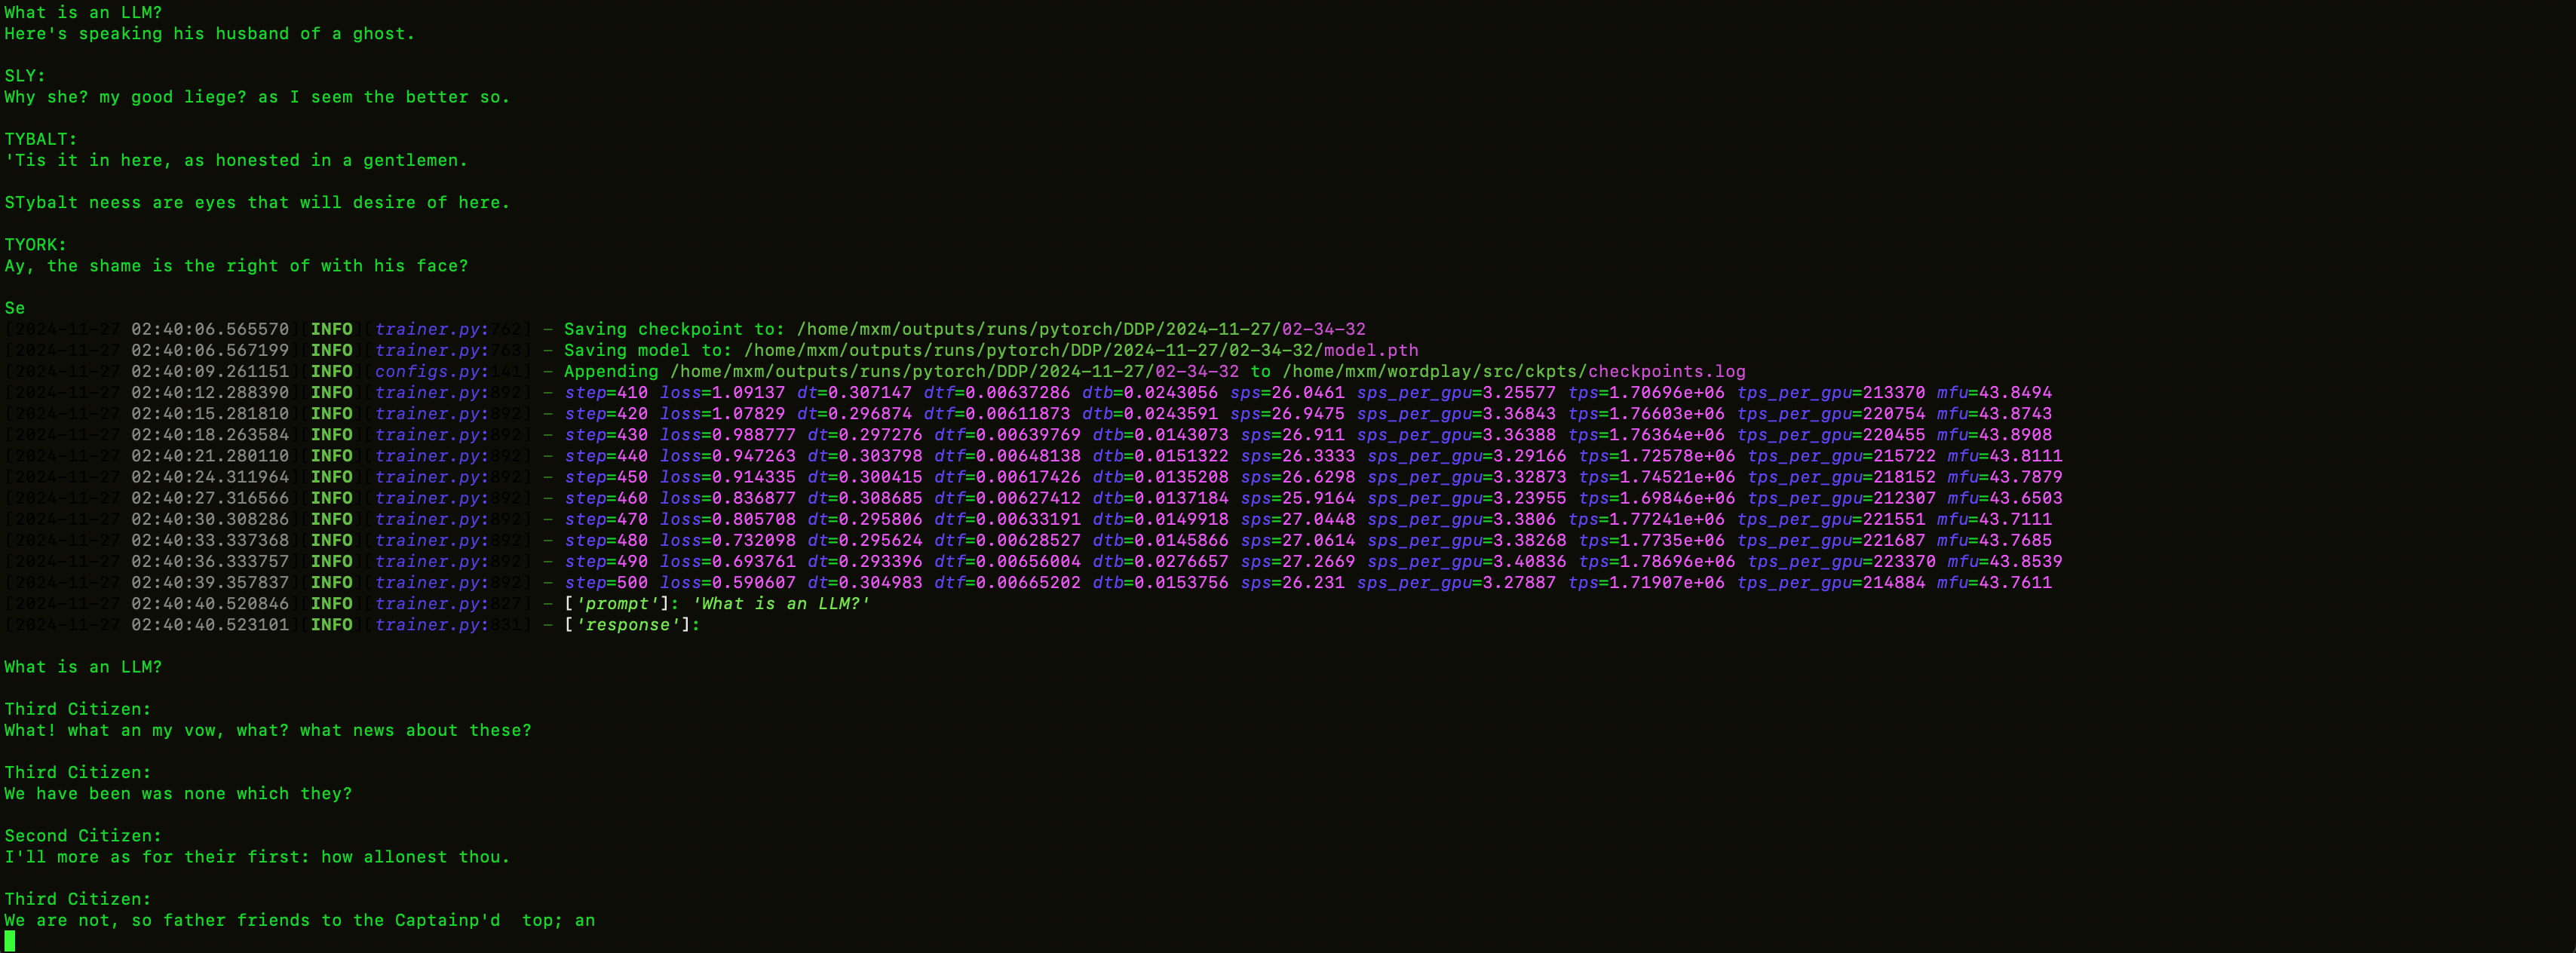 What is an LLM?
Here's speaking his husband of a ghost.
SLY:
Why she? my good liege? as I seem the better so.
TYBALT:
'Tis it in here, as honested in a gentlemen.
STybalt neess are eyes that will desire of here.
TYORK:
Ay, the shame is the right of with his face?
Se
[2024-11-27 02:40:06.565570][INFO][trainer.py:762] - Saving checkpoint to: /home/mxm/outputs/runs/pytorch/DDP/2024-11-27/02-34-32
[2024-11-27 02:40:06.567199][INFO][trainer.py:763] - Saving model to: /home/mxm/outputs/runs/pytorch/DDP/2024-11-27/02-34-32/model.pth
[2024-11-27 02:40:09.261151][INFO][configs.py:141] - Appending /home/mxm/outputs/runs/pytorch/DDP/2024-11-27/02-34-32 to /home/mxm/wordplay/src/ckpts/checkpoints.log
[2024-11-27 02:40:12.288390][INFO][trainer.py:892] - step=410 loss=1.09137 dt=0.307147 dtf=0.00637286 dtb=0.0243056 sps=26.0461 sps_per_gpu=3.25577 tps=1.70696e+06 tps_per_gpu=213370 mfu=43.8494
[2024-11-27 02:40:15.281810][INFO][trainer.py:892] - step=420 loss=1.07829 dt=0.296874 dtf=0.00611873 dtb=0.0243591 sps=26.9475 sps_per_gpu=3.36843 tps=1.76603e+06 tps_per_gpu=220754 mfu=43.8743
[2024-11-27 02:40:18.263584][INFO][trainer.py:892] - step=430 loss=0.988777 dt=0.297276 dtf=0.00639769 dtb=0.0143073 sps=26.911 sps_per_gpu=3.36388 tps=1.76364e+06 tps_per_gpu=220455 mfu=43.8908
[2024-11-27 02:40:21.280110][INFO][trainer.py:892] - step=440 loss=0.947263 dt=0.303798 dtf=0.00648138 dtb=0.0151322 sps=26.3333 sps_per_gpu=3.29166 tps=1.72578e+06 tps_per_gpu=215722 mfu=43.8111
[2024-11-27 02:40:24.311964][INFO][trainer.py:892] - step=450 loss=0.914335 dt=0.300415 dtf=0.00617426 dtb=0.0135208 sps=26.6298 sps_per_gpu=3.32873 tps=1.74521e+06 tps_per_gpu=218152 mfu=43.7879
[2024-11-27 02:40:27.316566][INFO][trainer.py:892] - step=460 loss=0.836877 dt=0.308685 dtf=0.00627412 dtb=0.0137184 sps=25.9164 sps_per_gpu=3.23955 tps=1.69846e+06 tps_per_gpu=212307 mfu=43.6503
[2024-11-27 02:40:30.308286][INFO][trainer.py:892] - step=470 loss=0.805708 dt=0.295806 dtf=0.00633191 dtb=0.0149918 sps=27.0448 sps_per_gpu=3.3806 tps=1.77241e+06 tps_per_gpu=221551 mfu=43.7111
[2024-11-27 02:40:33.337368][INFO][trainer.py:892] - step=480 loss=0.732098 dt=0.295624 dtf=0.00628527 dtb=0.0145866 sps=27.0614 sps_per_gpu=3.38268 tps=1.7735e+06 tps_per_gpu=221687 mfu=43.7685
[2024-11-27 02:40:36.333757][INFO][trainer.py:892] - step=490 loss=0.693761 dt=0.293396 dtf=0.00656004 dtb=0.0276657 sps=27.2669 sps_per_gpu=3.40836 tps=1.78696e+06 tps_per_gpu=223370 mfu=43.8539
[2024-11-27 02:40:39.357837][INFO][trainer.py:892] - step=500 loss=0.590607 dt=0.304983 dtf=0.00665202 dtb=0.0153756 sps=26.231 sps_per_gpu=3.27887 tps=1.71907e+06 tps_per_gpu=214884 mfu=43.7611
[2024-11-27 02:40:40.520846][INFO][trainer.py:827] - ['prompt']: 'What is an LLM?'
[2024-11-27 02:40:40.523101][INFO][trainer.py:831] - ['response']:
What is an LLM?
Third Citizen:
What! what an my vow, what? what news about these?
Third Citizen:
We have been was none which they?
Second Citizen:
I'll more as for their first: how allonest thou.
Third Citizen:
We are not, so father friends to the Captainp'd  top; an